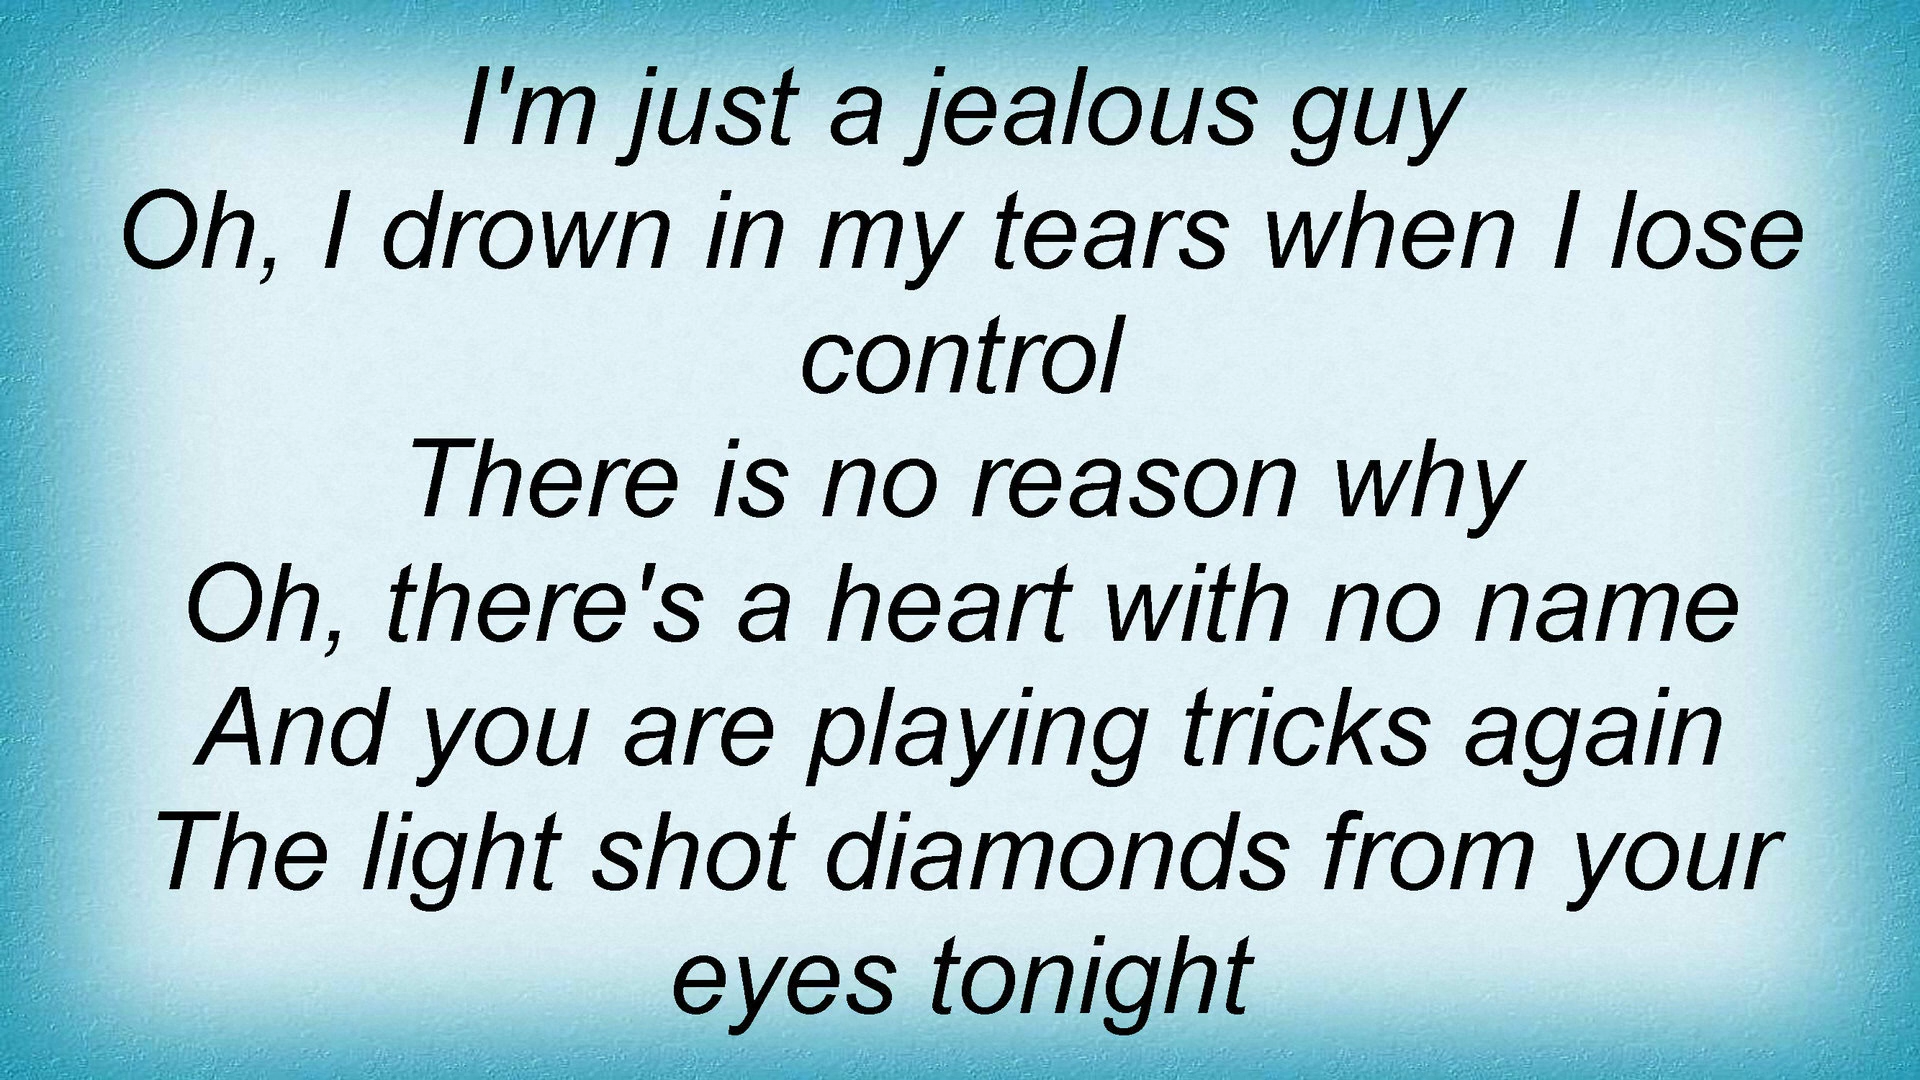 I'm just a jealous guy
Oh, I drown in my tears when I lose
control
There is no reason why
Oh, there's a heart with no name
And you are playing tricks again
The light shot diamonds from your
eyes tonight